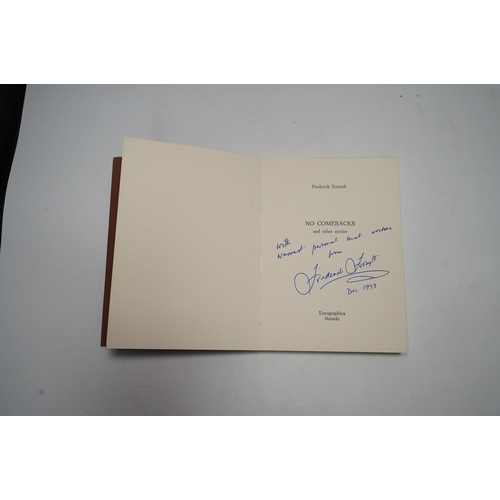 Frederick Forsyth
NO COMEBACKS
and other stories
With
warmest personal best wishes
from
Frederick Forsyth
Dec 1993
Eurographica
Helsinki